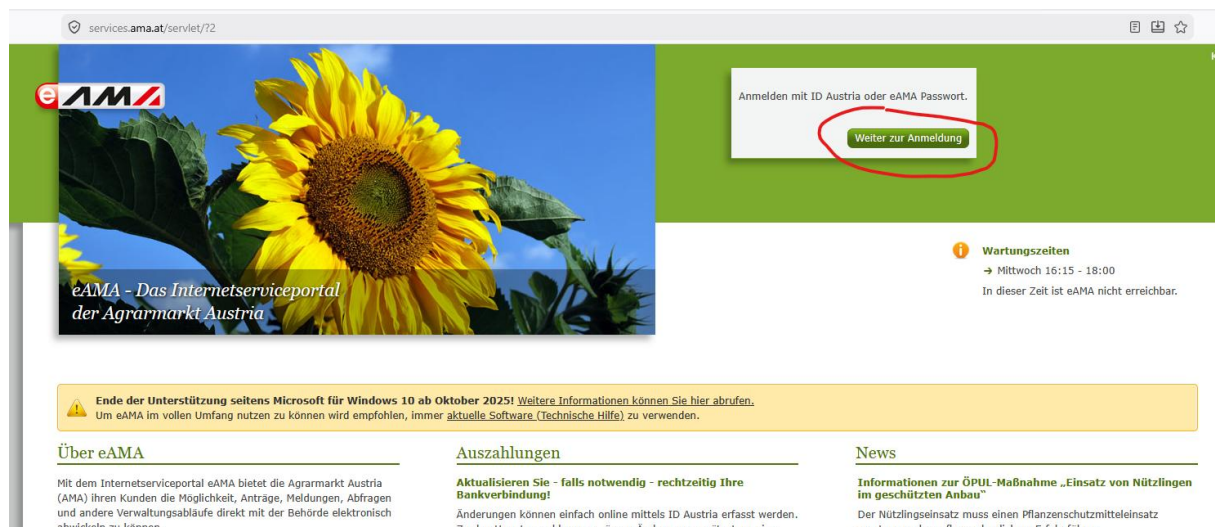 services.ama.at/servlet/?2
eAMA
Anmelden mit ID Austria oder eAMA Passwort.
Weiter zur Anmeldung
eAMA - Das Internetserviceportal
der Agrarmarkt Austria
Wartungszeiten
→ Mittwoch 16:15 - 18:00
In dieser Zeit ist eAMA nicht erreichbar.
Ende der Unterstützung seitens Microsoft für Windows 10 ab Oktober 2025! Weitere Informationen können Sie hier abrufen.
Um eAMA im vollen Umfang nutzen zu können wird empfohlen, immer aktuelle Software (Technische Hilfe) zu verwenden.
Über eAMA
Mit dem Internetserviceportal eAMA bietet die Agrarmarkt Austria
(AMA) ihren Kunden die Möglichkeit, Anträge, Meldungen, Abfragen
und andere Verwaltungsabläufe direkt mit der Behörde elektronisch
Auszahlungen
Aktualisieren Sie - falls notwendig - rechtzeitig Ihre
Bankverbindung!
Änderungen können einfach online mittels ID Austria erfasst werden.
News
Informationen zur ÖPUL-Maßnahme „Einsatz von Nützlingen
im geschützten Anbau"
Der Nützlingseinsatz muss einen Pflanzenschutzmitteleinsatz